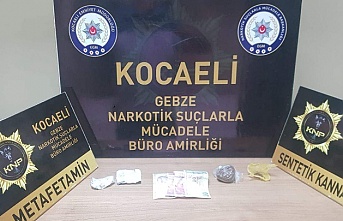 KOCAELİ
GEBZE
NARKOTİK SUÇLARLA
MÜCADELE
BÜRO AMİRLİĞİ
KOCAELİ
GEBZE
NARKOTİK SUÇLARLA
MÜCADELE
BÜRO AMİRLİĞİ
KNP
METAFETAMİN
KNP
SENTETİK KANNA